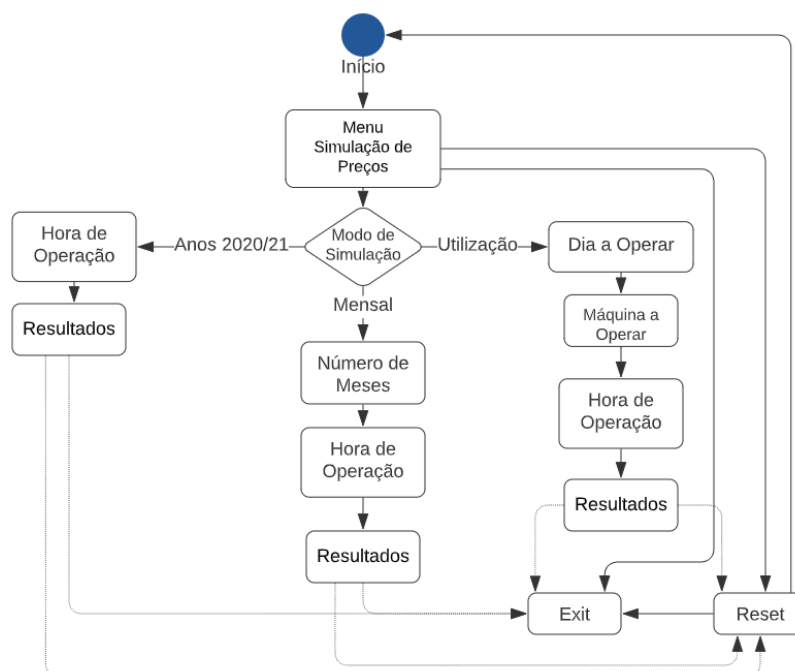 Início
Menu
Simulação de
Preços
Modo de
Simulação
Anos 2020/21
Utilização
Mensal
Hora de
Operação
Resultados
Número de
Meses
Hora de
Operação
Resultados
Dia a Operar
Máquina a
Operar
Hora de
Operação
Resultados
Exit
Reset